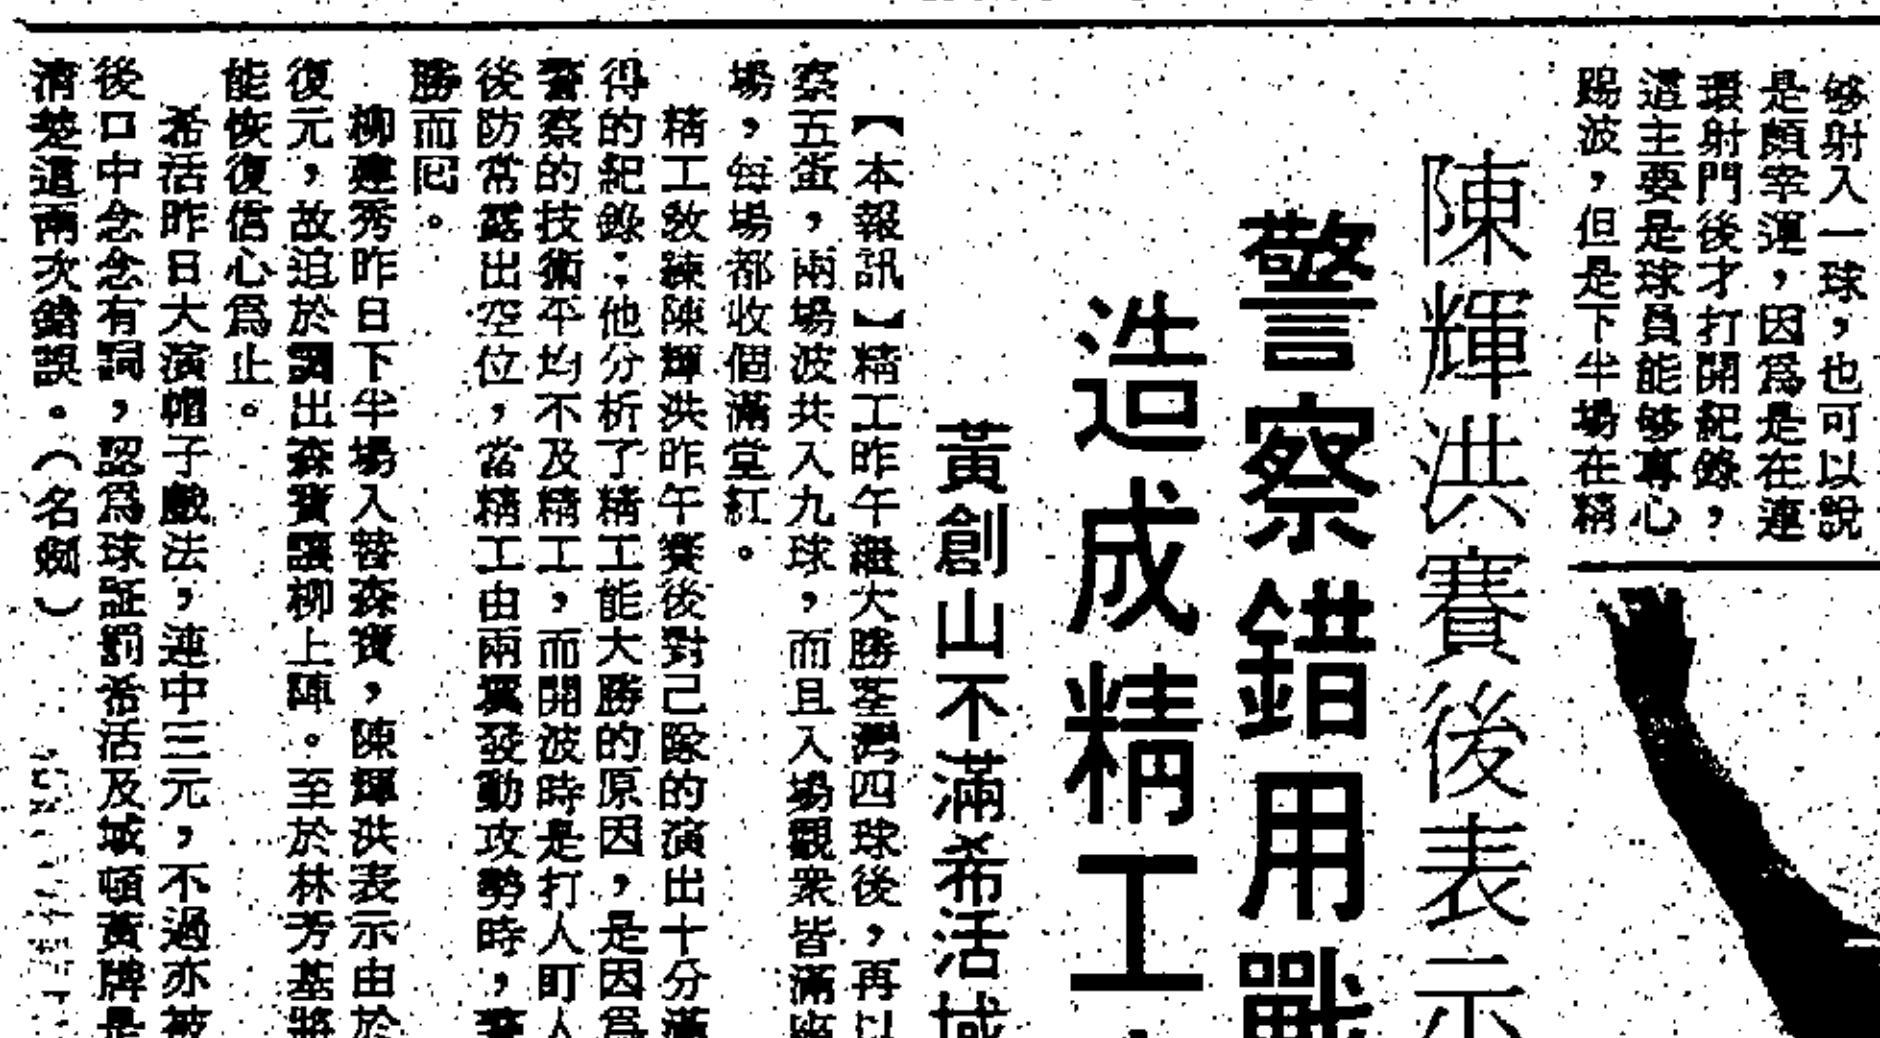 够射入一球，也可以說
是頗幸運，因爲是在連
環射門後才打開紀錄，
這主要是球員能够專心
踢波，但是下半場在精
陳輝洪賽後表示
警察錯用戰
造成精工
黃創山不滿希活域
【本報訊】精工昨午繼大勝荃灣四球後，再以
察五蛋，兩場波共入九球，而且入場觀衆皆滿座
場，每場都收個滿堂紅。
精工敎練陳輝洪昨午賽後對己隊的演出十分滿
得的紀錄：他分析了精工能大勝的原因，是因爲
警察的技術平均不及精工，而開波時是打人盯人
後防常露出空位，當精工由兩翼發動攻勢時，警
勝而囘。
柳建秀昨日下半場入替森寶，陳輝洪表示由於
復元，故迫於調出森寶讓柳上陣。至於林芳基將
能恢復信心爲止。
希活昨日大演帽子戲法，連中三元，不過亦被
後口中念念有詞，認爲球証罰希活及域頓黃牌是
清楚這兩次錯誤。（名